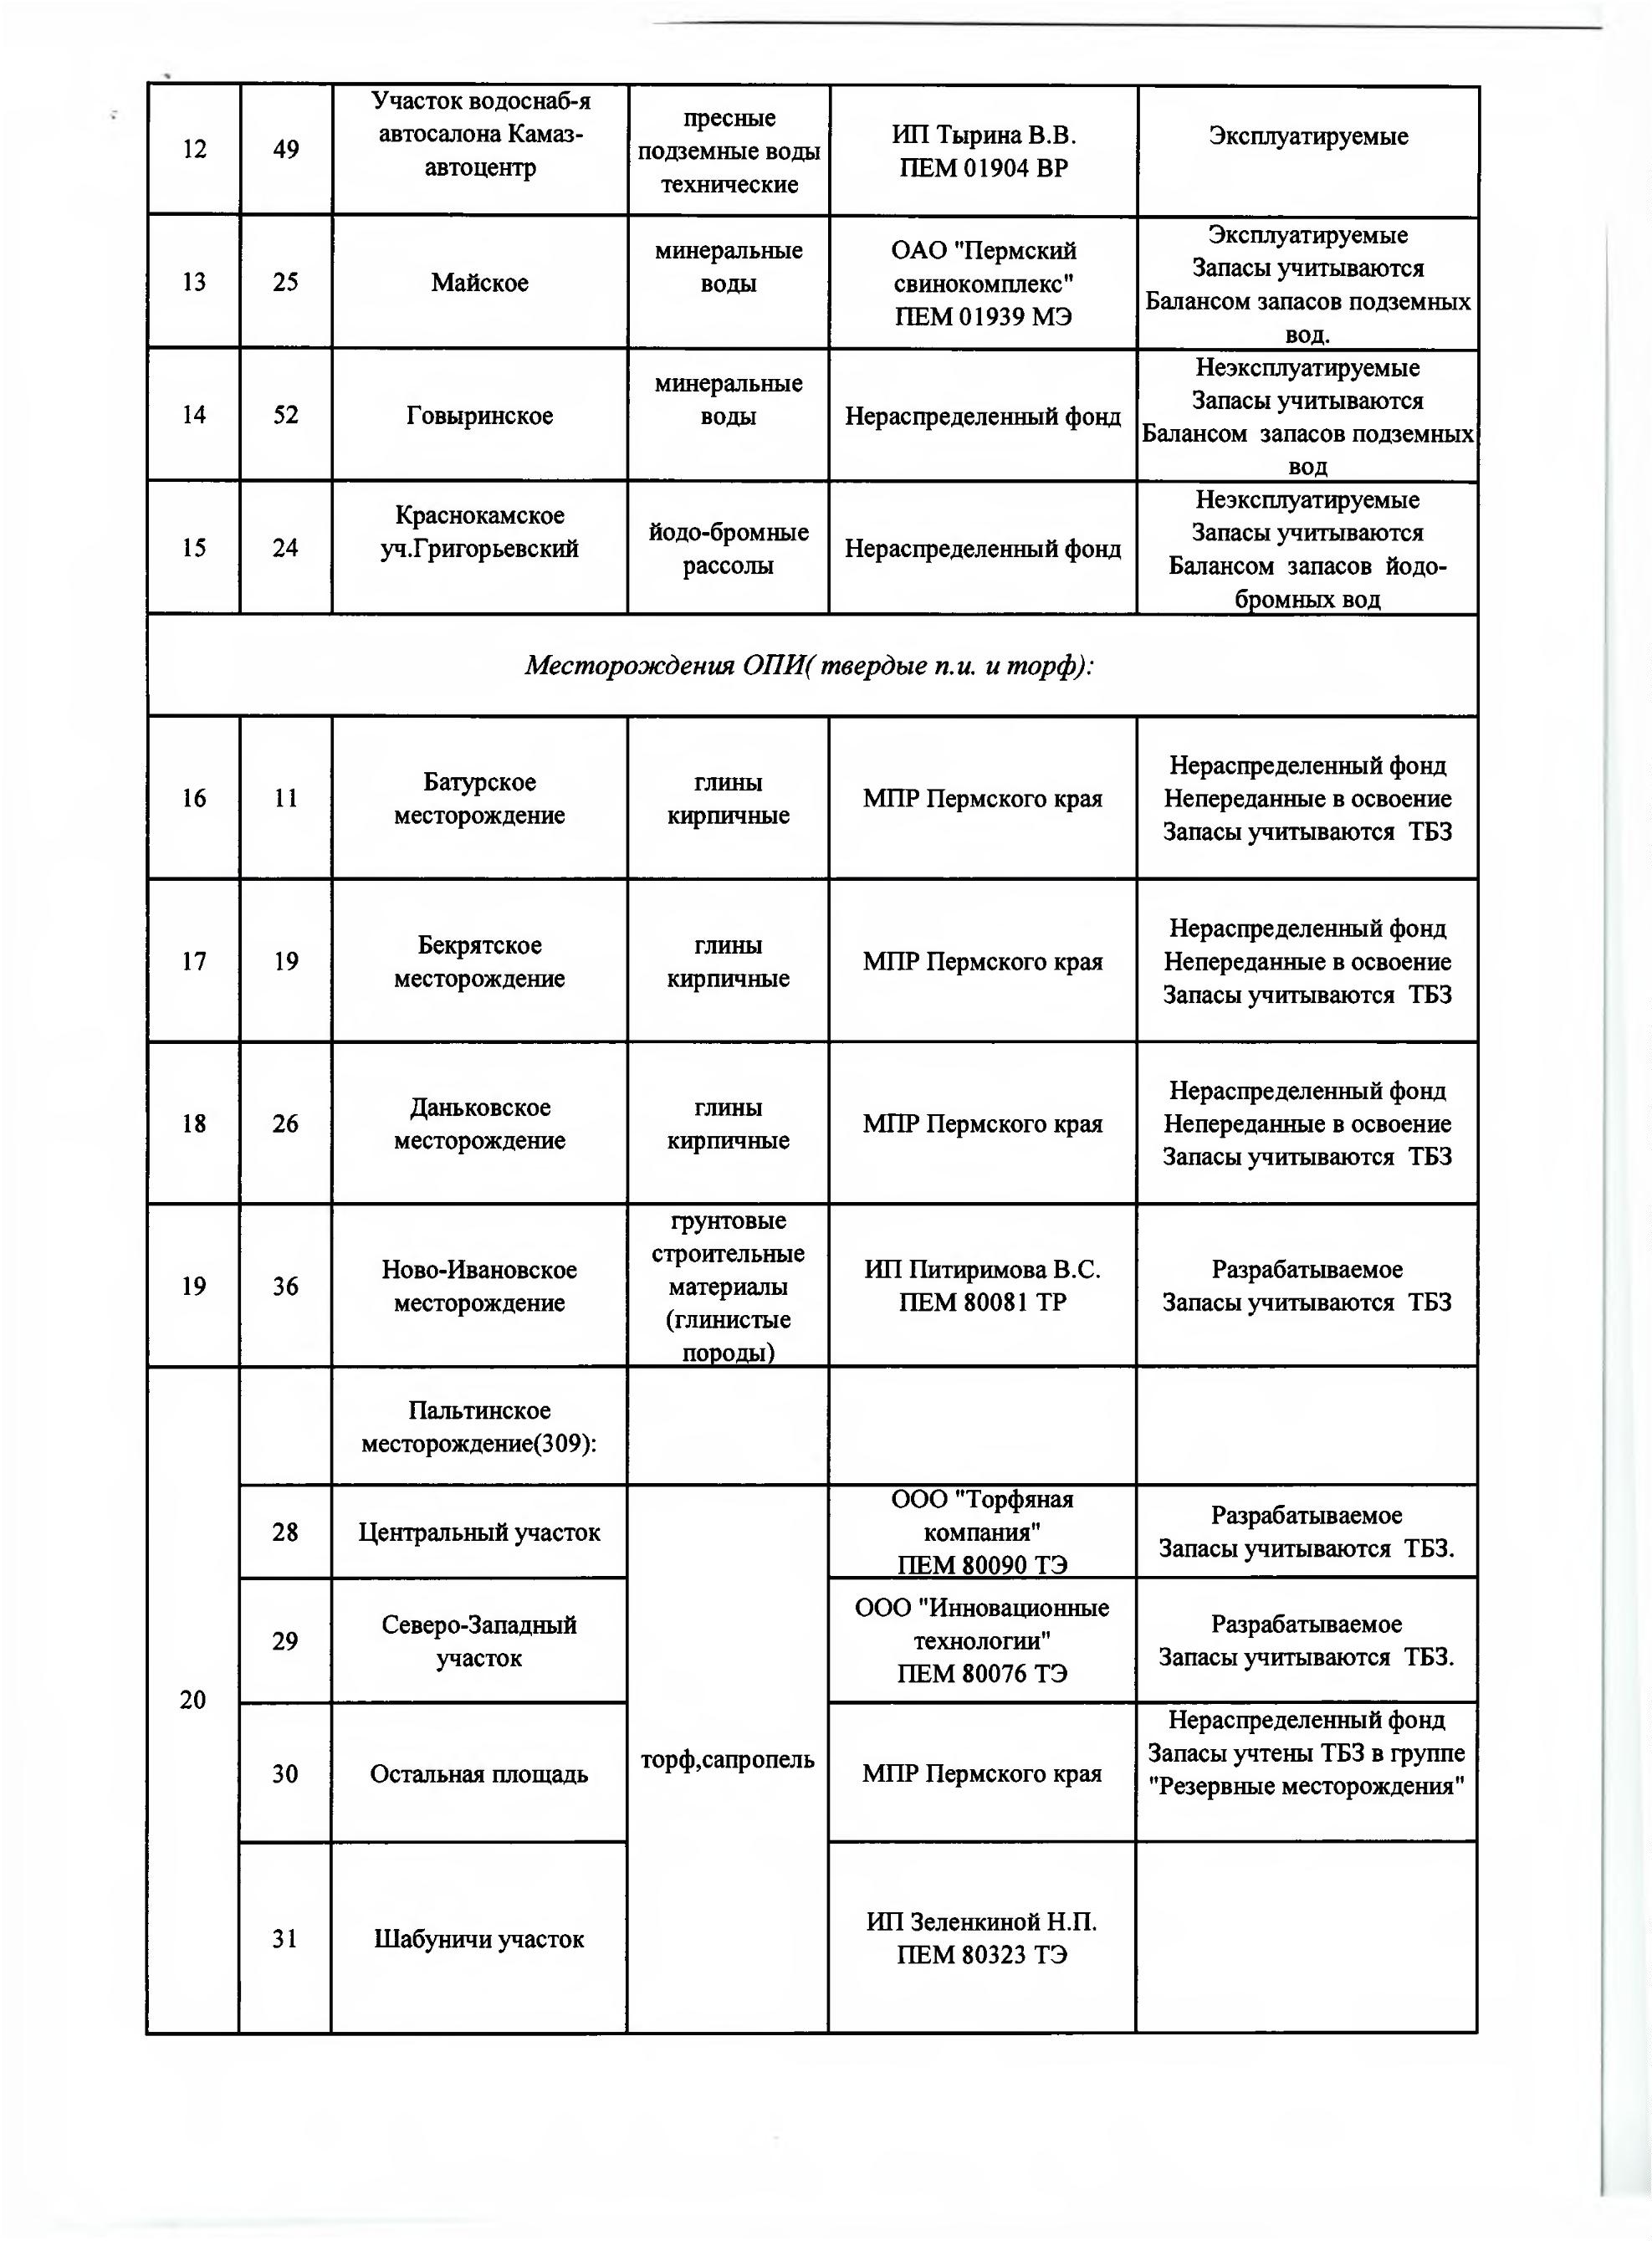 12
49
Участок водоснаб-я
автосалона Камаз-
автоцентр
пресные
подземные воды
технические
ИП Тырина В.В.
ПЕМ 01904 ВР
Эксплуатируемые
13
25
Майское
минеральные
воды
ОАО "Пермский
свинокомплекс"
ПЕМ 01939 МЭ
Эксплуатируемые
Запасы учитываются
Балансом запасов подземных
вод.
14
52
Говыринское
минеральные
воды
Нераспределенный фонд
Неэксплуатируемые
Запасы учитываются
Балансом запасов подземных
вод
15
24
Краснокамское
уч.Григорьевский
йодо-бромные
рассолы
Нераспределенный фонд
Неэксплуатируемые
Запасы учитываются
Балансом запасов йодо-
бромных вод
Месторождения ОПИ( твердые п.и. и торф):
16
11
Батурское
месторождение
глины
кирпичные
МПР Пермского края
Нераспределенный фонд
Непереданные в освоение
Запасы учитываются ТБЗ
17
19
Бекрятское
месторождение
глины
кирпичные
МПР Пермского края
Нераспределенный фонд
Непереданные в освоение
Запасы учитываются ТБЗ
18
26
Даньковское
месторождение
глины
кирпичные
МПР Пермского края
Нераспределенный фонд
Непереданные в освоение
Запасы учитываются ТБЗ
19
36
Ново-Ивановское
месторождение
грунтовые
строительные
материалы
(глинистые
породы)
ИП Питиримова В.С.
ПЕМ 80081 ТР
Разрабатываемое
Запасы учитываются ТБЗ
20
Пальтинское
месторождение(309):
28
Центральный участок
торф,сапропель
ООО "Торфяная
компания"
ПЕМ 80090 ТЭ
Разрабатываемое
Запасы учитываются ТБЗ.
29
Северо-Западный
участок
ООО "Инновационные
технологии"
ПЕМ 80076 ТЭ
Разрабатываемое
Запасы учитываются ТБЗ.
30
Остальная площадь
МПР Пермского края
Нераспределенный фонд
Запасы учтены ТБЗ в группе
"Резервные месторождения"
31
Шабуничи участок
ИП Зеленкиной Н.П.
ПЕМ 80323 ТЭ